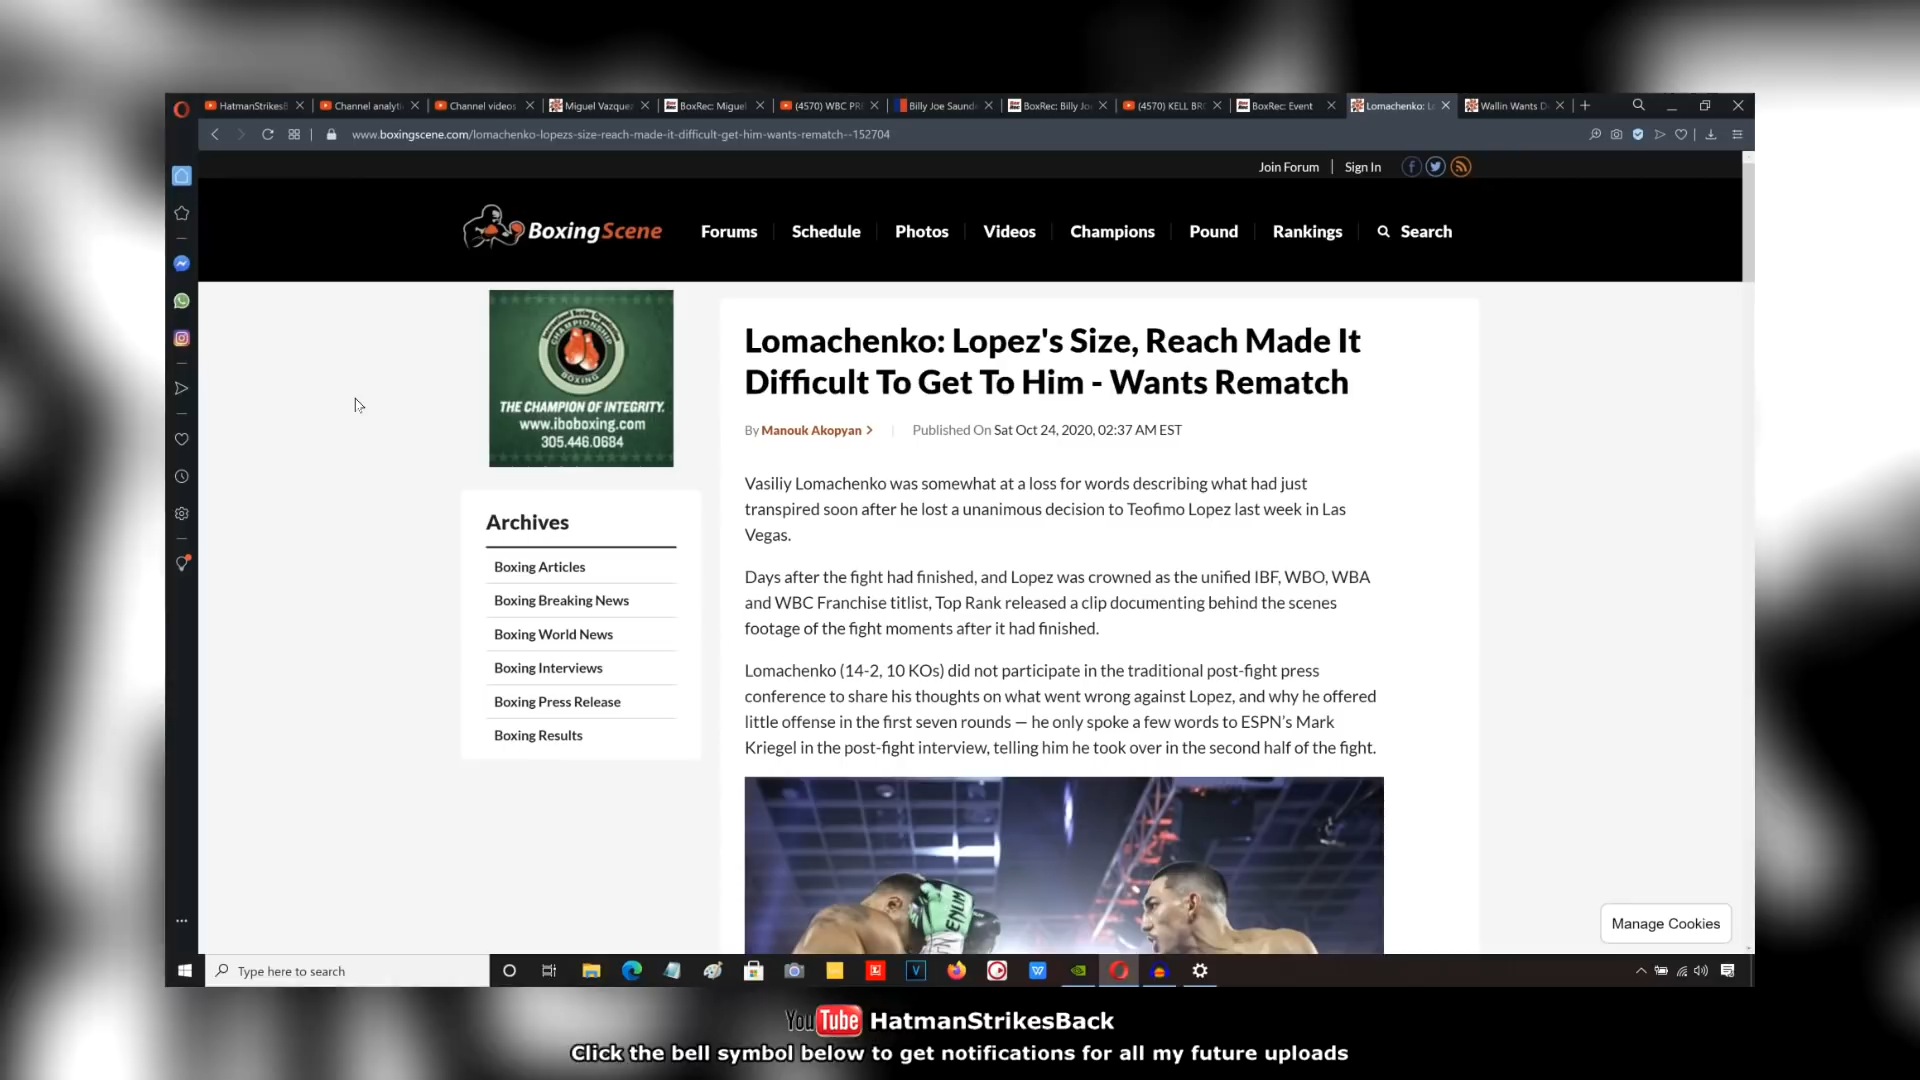 HatmanStrikesB
Channel analyti
Channel videos
Miguel Vazquez
BoxRec: Miguel
(4570) WBC PR
Billy Joe Saund
BoxRec: Billy Jo
(4570) KELL BR
BoxRec: Event
Lomachenko: L
Wallin Wants D
www.boxingscene.com/lomachenko-lopezs-size-reach-made-it-difficult-get-him-wants-rematch--152704
Join Forum
Sign In
BoxingScene
Forums
Schedule
Photos
Videos
Champions
Pound
Rankings
Search
CHAMPIONSHIP
BOXING
THE CHAMPION OF INTEGRITY.
www.iboboxing.com
305.446.0684
Archives
Boxing Articles
Boxing Breaking News
Boxing World News
Boxing Interviews
Boxing Press Release
Boxing Results
Lomachenko: Lopez's Size, Reach Made It
Difficult To Get To Him - Wants Rematch
By Manouk Akopyan
Published On Sat Oct 24, 2020, 02:37 AM EST
Vasiliy Lomachenko was somewhat at a loss for words describing what had just
transpired soon after he lost a unanimous decision to Teofimo Lopez last week in Las
Vegas.
Days after the fight had finished, and Lopez was crowned as the unified IBF, WBO, WBA
and WBC Franchise titlist, Top Rank released a clip documenting behind the scenes
footage of the fight moments after it had finished.
Lomachenko (14-2, 10 KOs) did not participate in the traditional post-fight press
conference to share his thoughts on what went wrong against Lopez, and why he offered
little offense in the first seven rounds — he only spoke a few words to ESPN’s Mark
Kriegel in the post-fight interview, telling him he took over in the second half of the fight.
VENUM
Manage Cookies
Type here to search
YouTube HatmanStrikesBack
Click the bell symbol below to get notifications for all my future uploads